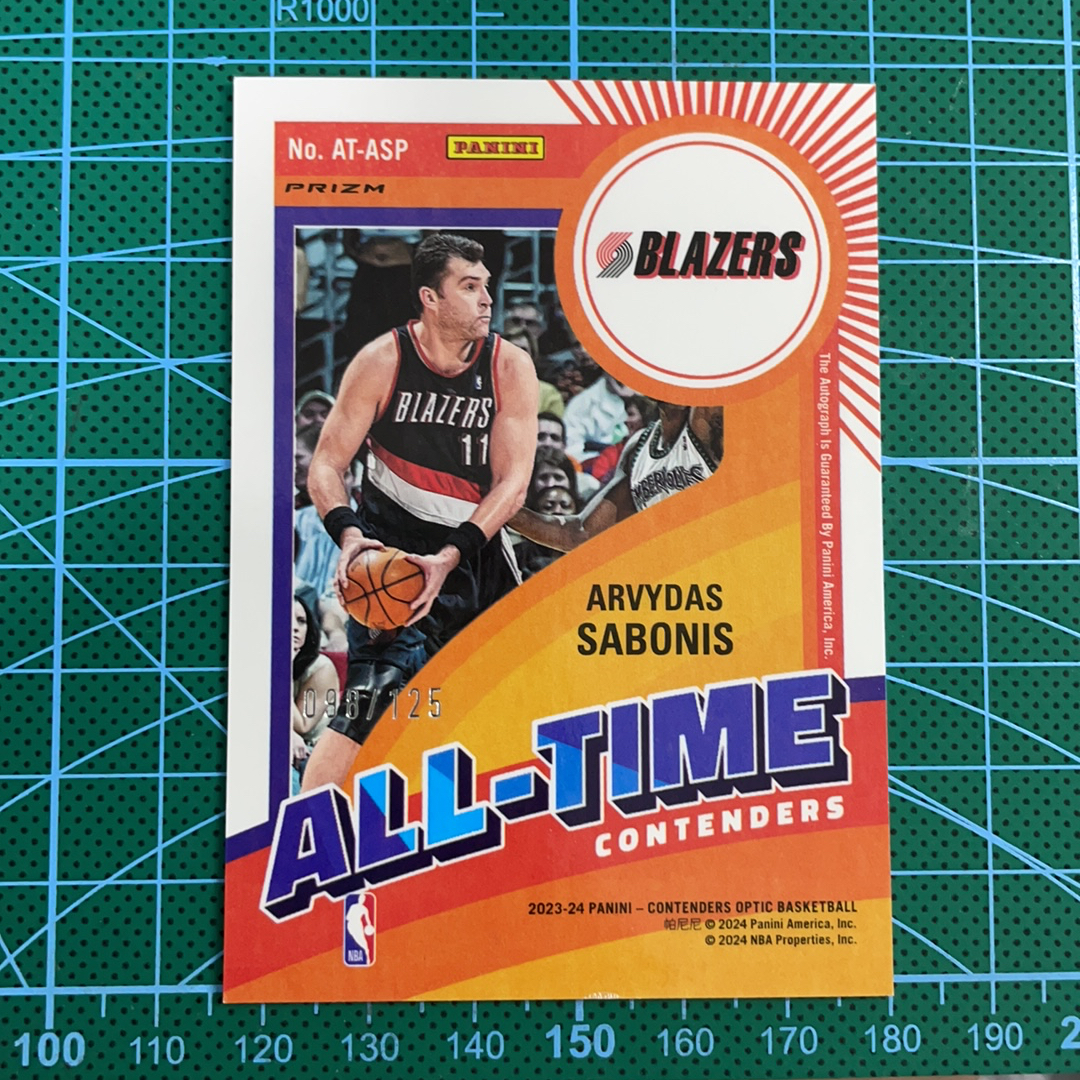 R1000
No. AT-ASP
PANINI
PRIZM
BLAZERS
BLAZERS
11
The Autograph Is Guaranteed By Panini America, Inc.
ARVYDAS
SABONIS
098/125
ALL-TIME
CONTENDERS
2023-24 PANINI – CONTENDERS OPTIC BASKETBALL
帕尼尼 © 2024 Panini America, Inc.
© 2024 NBA Properties, Inc.
NBA
100 110 120 130 140 150 160 170 180 190